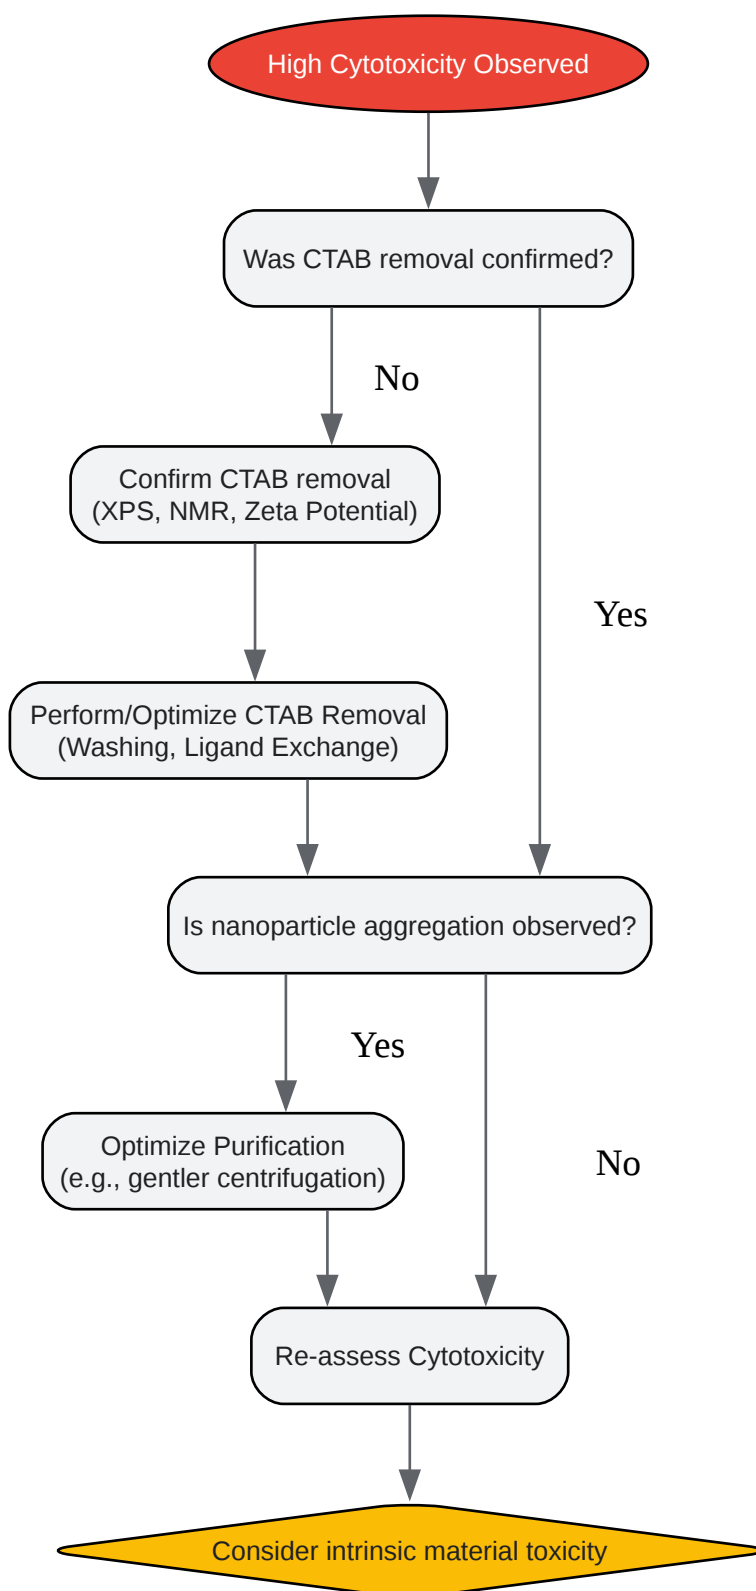 High Cytotoxicity Observed
Was CTAB removal confirmed?
No
Confirm CTAB removal
(XPS, NMR, Zeta Potential)
Yes
Perform/Optimize CTAB Removal
(Washing, Ligand Exchange)
Is nanoparticle aggregation observed?
Yes
Optimize Purification
(e.g., gentler centrifugation)
No
Re-assess Cytotoxicity
Consider intrinsic material toxicity